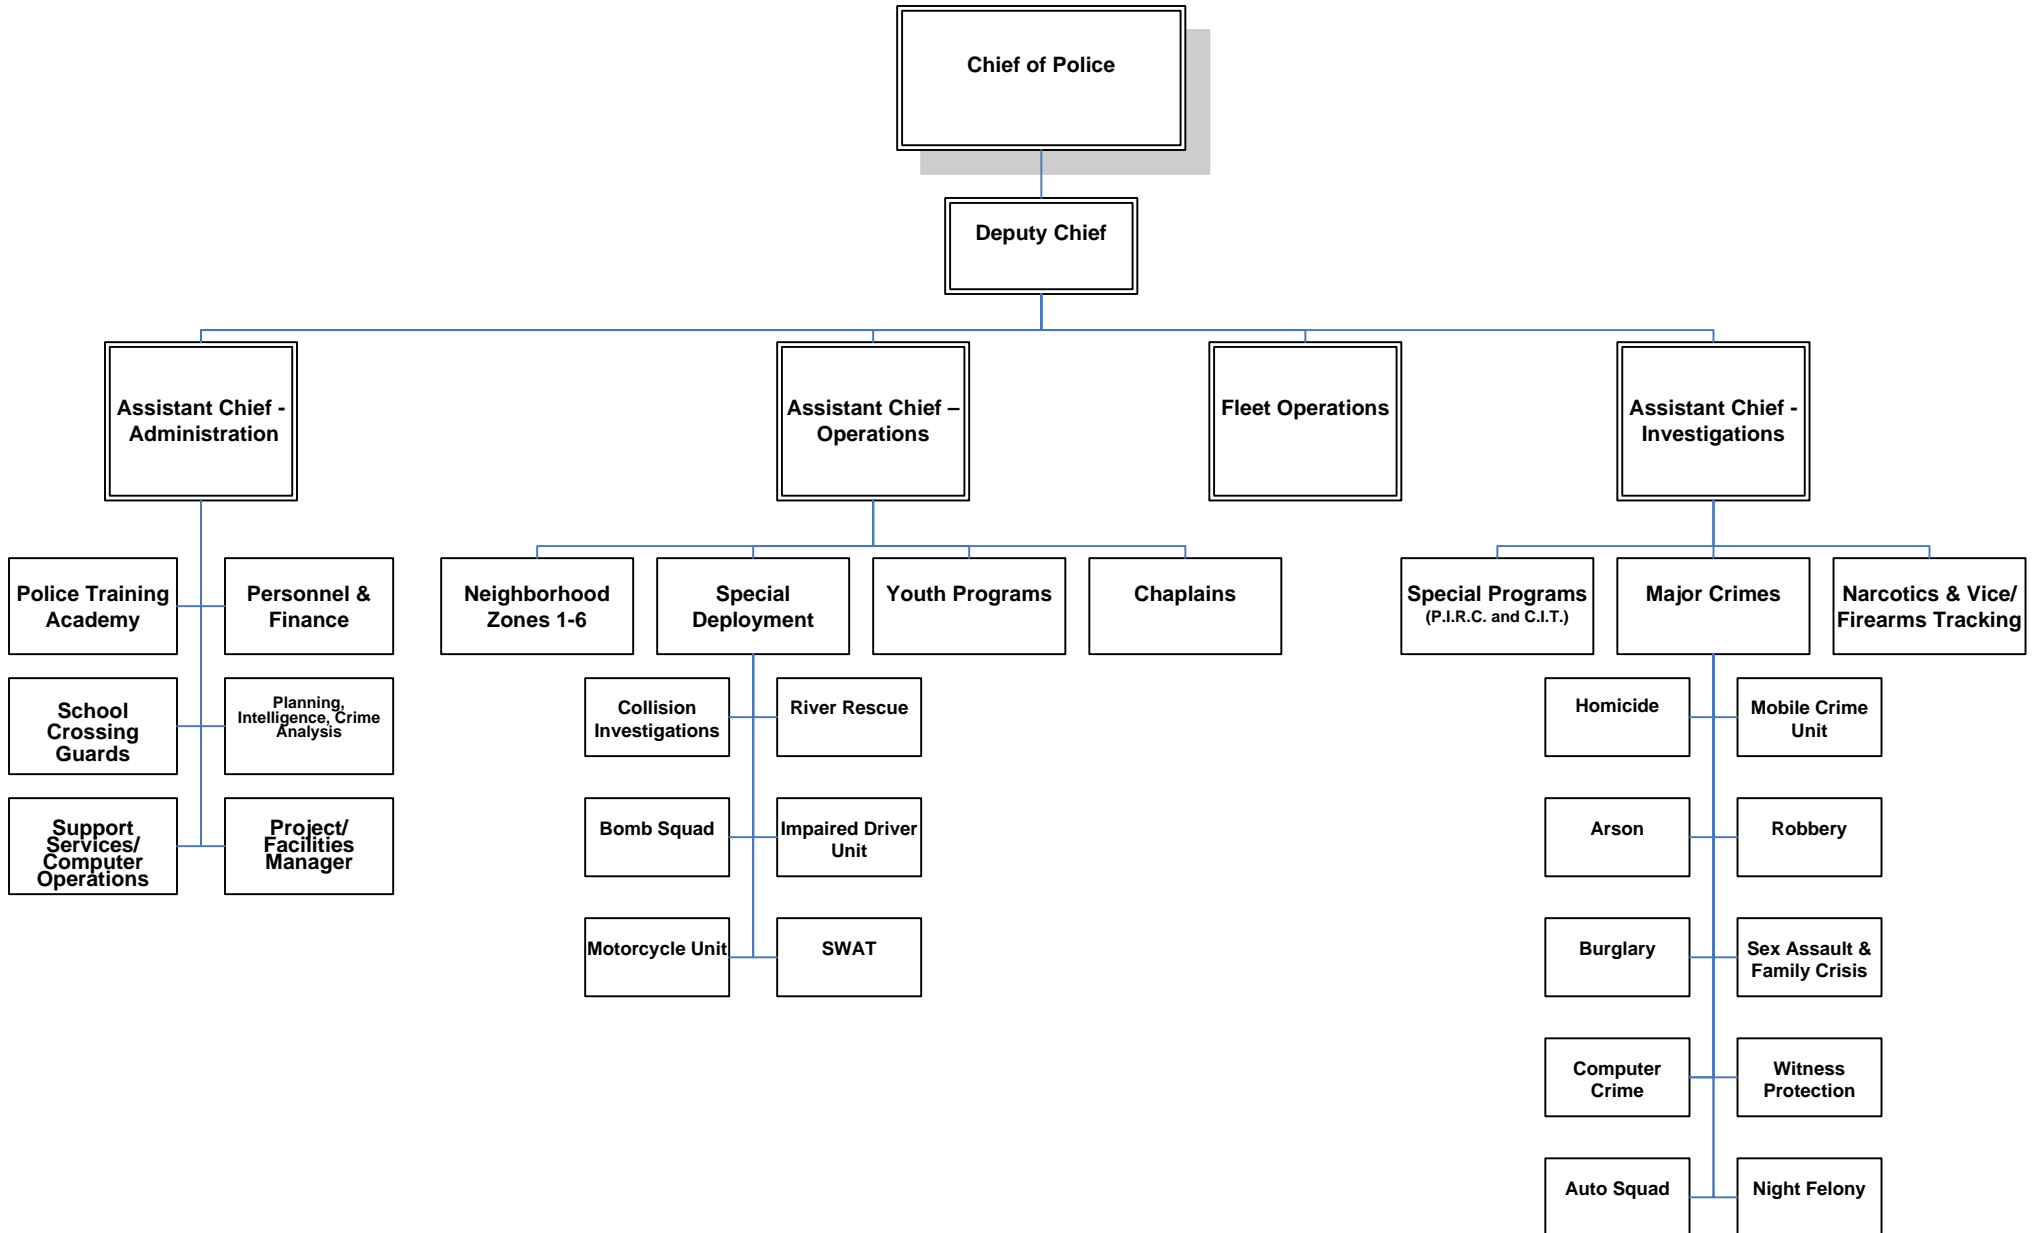 Chief of Police
Deputy Chief
Assistant Chief -
Administration
Assistant Chief –
Operations
Fleet Operations
Assistant Chief -
Investigations
Police Training
Academy
Personnel &
Finance
School
Crossing
Guards
Planning,
Intelligence, Crime
Analysis
Support
Services/
Computer
Operations
Project/
Facilities
Manager
Neighborhood
Zones 1-6
Special
Deployment
Youth Programs
Chaplains
Collision
Investigations
River Rescue
Bomb Squad
Impaired Driver
Unit
Motorcycle Unit
SWAT
Special Programs
(P.I.R.C. and C.I.T.)
Major Crimes
Narcotics & Vice/
Firearms Tracking
Homicide
Mobile Crime
Unit
Arson
Robbery
Burglary
Sex Assault &
Family Crisis
Computer
Crime
Witness
Protection
Auto Squad
Night Felony